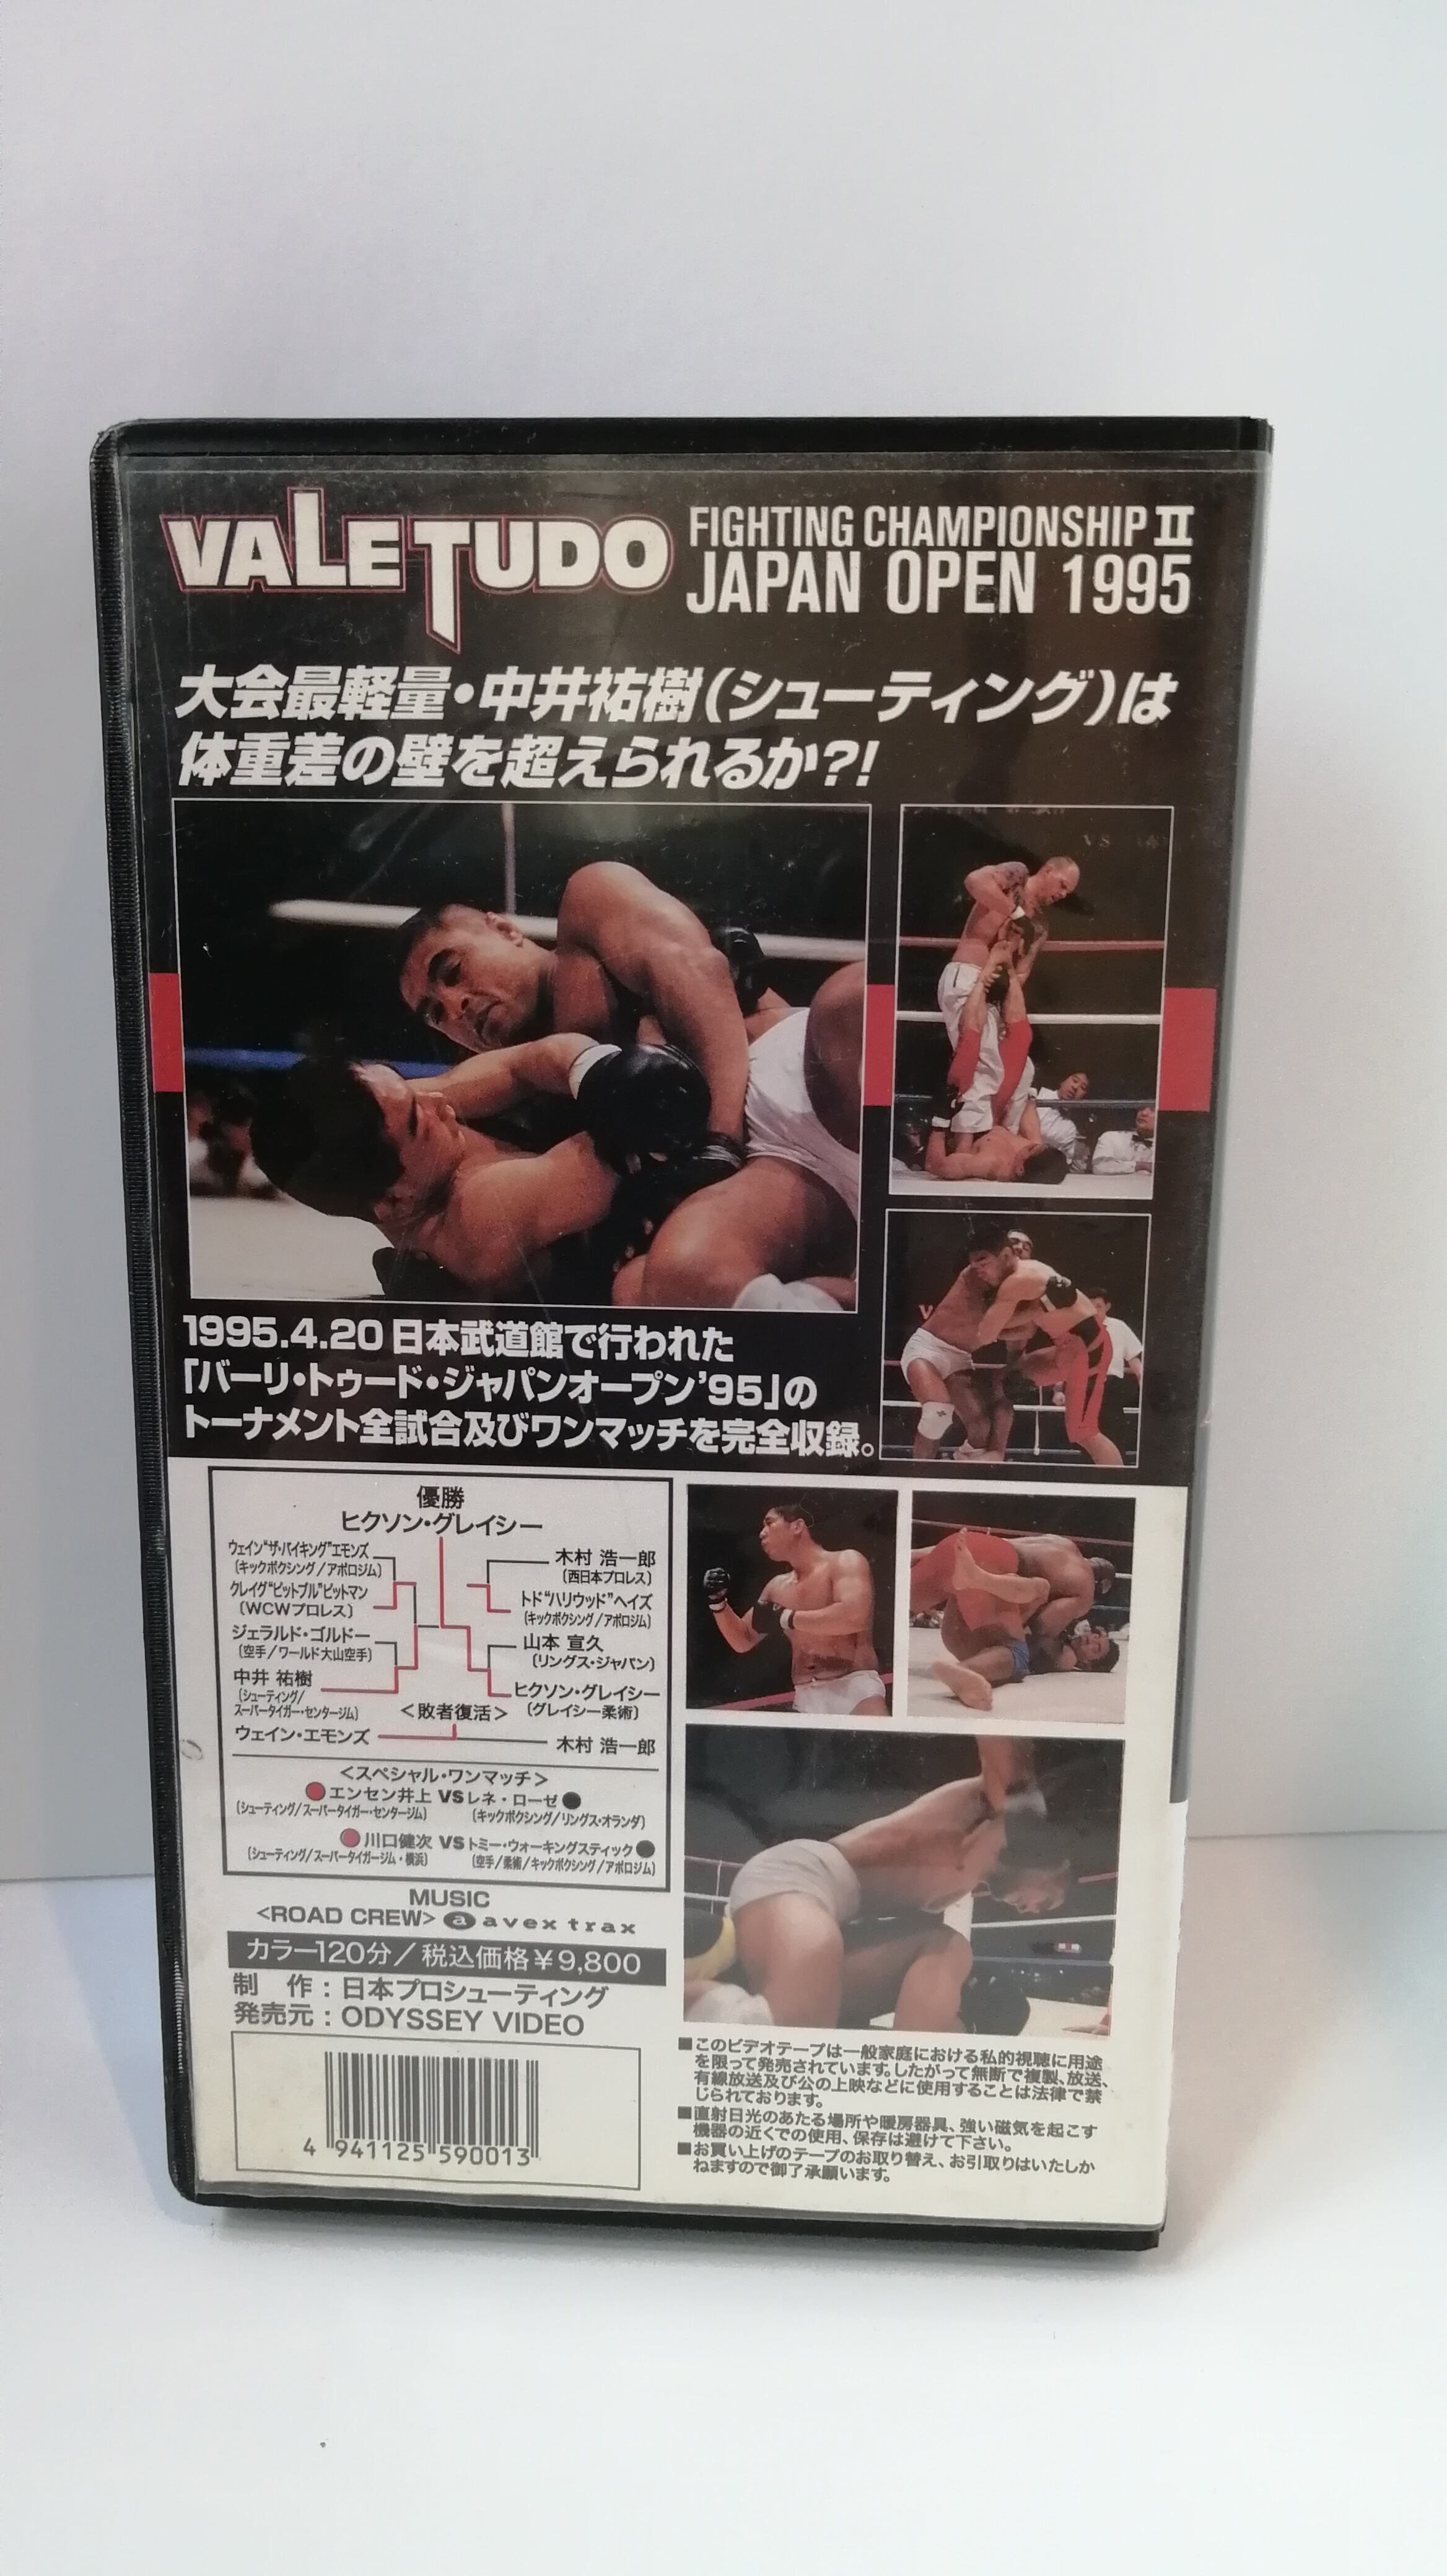 VALE TUDO
FIGHTING CHAMPIONSHIP II
JAPAN OPEN 1995
大会最軽量・中井祐樹(シューティング)は
体重差の壁を超えられるか?!
VS
1995.4.20 日本武道館で行われた
「バーリ・トゥード・ジャパンオープン'95」の
トーナメント全試合及びワンマッチを完全収録。
優勝
ヒクソン・グレイシー
ウェイン“ザ・バイキング”エモンズ
(キックボクシング/アポロジム)
クレイグ“ピットブル”ピットマン
(WCWプロレス)
ジェラルド・ゴルドー
(空手/ワールド大山空手)
中井 祐樹
(シューティング/
スーパータイガー・センタージム)
木村 浩一郎
(西日本プロレス)
トド“ハリウッド”ヘイズ
(キックボクシング/アポロジム)
山本 宣久
(リングス・ジャパン)
ヒクソン・グレイシー
(グレイシー柔術)
<敗者復活>
ウェイン・エモンズ
木村 浩一郎
<スペシャル・ワンマッチ>
エンセン井上 VS レネ・ローゼ
(シューティング/スーパータイガー・センタージム) (キックボクシング/リングス・オランダ)
川口健次 VS トミー・ウォーキングスティック
(シューティング/スーパータイガージム・横浜) (空手/柔術/キックボクシング/アポロジム)
MUSIC
<ROAD CREW> a avex trax
カラー120分/税込価格¥9,800
制 作:日本プロシューティング
発売元:ODYSSEY VIDEO
4 941125 590013
■このビデオテープは一般家庭における私的視聴に用途
を限って発売されています。したがって無断で複製、放送、
有線放送及び公の上映などに使用することは法律で禁
じられております。
■直射日光のあたる場所や暖房器具、強い磁気を起こす
機器の近くでの使用、保存は避けて下さい。
■お買い上げのテープのお取り替え、お引取りはいたしか
ねますので御了承願います。